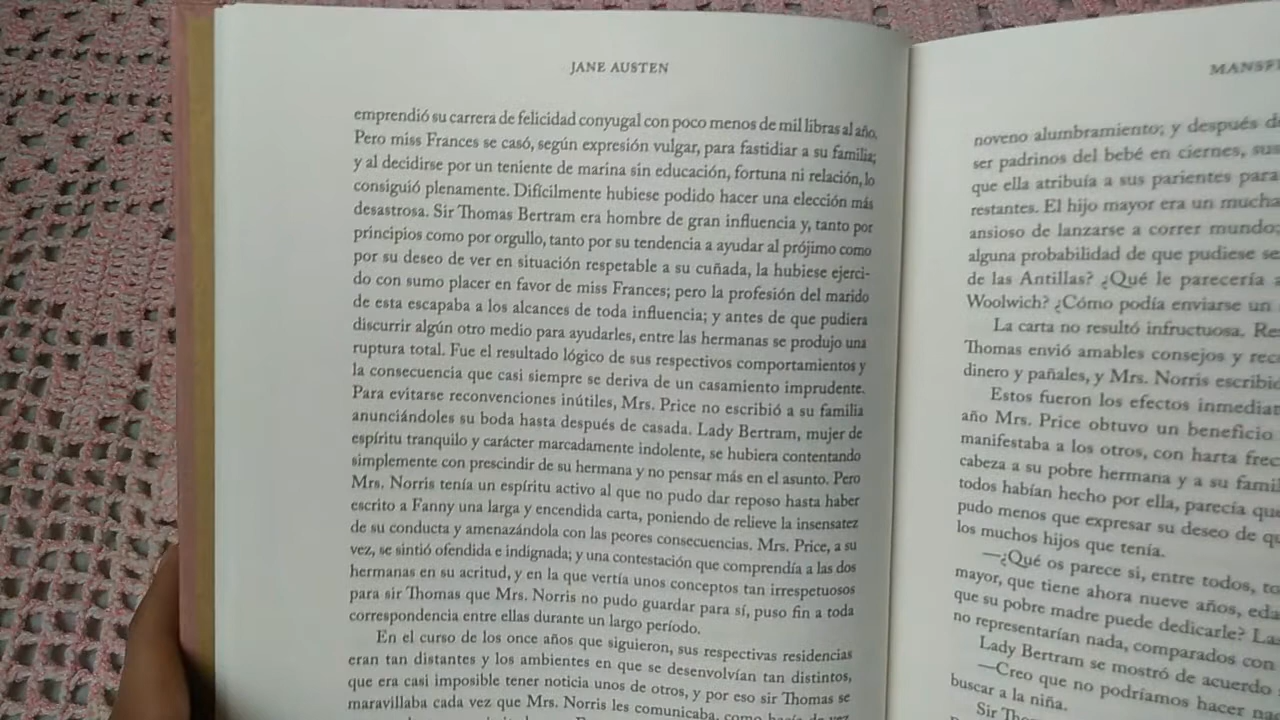 JANE AUSTEN
emprendió su carrera de felicidad conyugal con poco menos de mil libras al año.
Pero miss Frances se casó, según expresión vulgar, para fastidiar a su familia;
y al decidirse por un teniente de marina sin educación, fortuna ni relación, lo
consiguió plenamente. Difícilmente hubiese podido hacer una elección más
desastrosa. Sir Thomas Bertram era hombre de gran influencia y, tanto por
principios como por orgullo, tanto por su tendencia a ayudar al prójimo como
por su deseo de ver en situación respetable a su cuñada, la hubiese ejerci-
do con sumo placer en favor de miss Frances; pero la profesión del marido
de esta escapaba a los alcances de toda influencia; y antes de que pudiera
discurrir algún otro medio para ayudarles, entre las hermanas se produjo una
ruptura total. Fue el resultado lógico de sus respectivos comportamientos y
la consecuencia que casi siempre se deriva de un casamiento imprudente.
Para evitarse reconvenciones inútiles, Mrs. Price no escribió a su familia
anunciándoles su boda hasta después de casada. Lady Bertram, mujer de
espíritu tranquilo y carácter marcadamente indolente, se hubiera contentando
simplemente con prescindir de su hermana y no pensar más en el asunto. Pero
Mrs. Norris tenía un espíritu activo al que no pudo dar reposo hasta haber
escrito a Fanny una larga y encendida carta, poniendo de relieve la insensatez
de su conducta y amenazándola con las peores consecuencias. Mrs. Price, a su
vez, se sintió ofendida e indignada; y una contestación que comprendía a las dos
hermanas en su acritud, y en la que vertía unos conceptos tan irrespetuosos
para sir Thomas que Mrs. Norris no pudo guardar para sí, puso fin a toda
correspondencia entre ellas durante un largo período.
En el curso de los once años que siguieron, sus respectivas residencias
eran tan distantes y los ambientes en que se desenvolvían tan distintos,
que era casi imposible tener noticia unos de otros, y por eso sir Thomas se
maravillaba cada vez que Mrs. Norris les comunicaba, como hacía de vez
MANSF
noveno alumbramiento; y después d
ser padrinos del bebé en ciernes, sus
que ella atribuía a sus parientes para
restantes. El hijo mayor era un mucha
ansioso de lanzarse a correr mundo;
alguna probabilidad de que pudiese se
de las Antillas? ¿Qué le parecería a
Woolwich? ¿Cómo podía enviarse un
La carta no resultó infructuosa. Re
Thomas envió amables consejos y rec
dinero y pañales, y Mrs. Norris escribió
Estos fueron los efectos inmediat
año Mrs. Price obtuvo un beneficio
manifestaba a los otros, con harta frec
cabeza a su pobre hermana y a su famil
todos habían hecho por ella, parecía que
pudo menos que expresar su deseo de qu
los muchos hijos que tenía.
—¿Qué os parece si, entre todos, to
mayor, que tiene ahora nueve años, eda
que su pobre madre puede dedicarle? La
no representarían nada, comparados con
Lady Bertram se mostró de acuerdo
—Creo que no podríamos hacer na
buscar a la niña.
Sir Tho